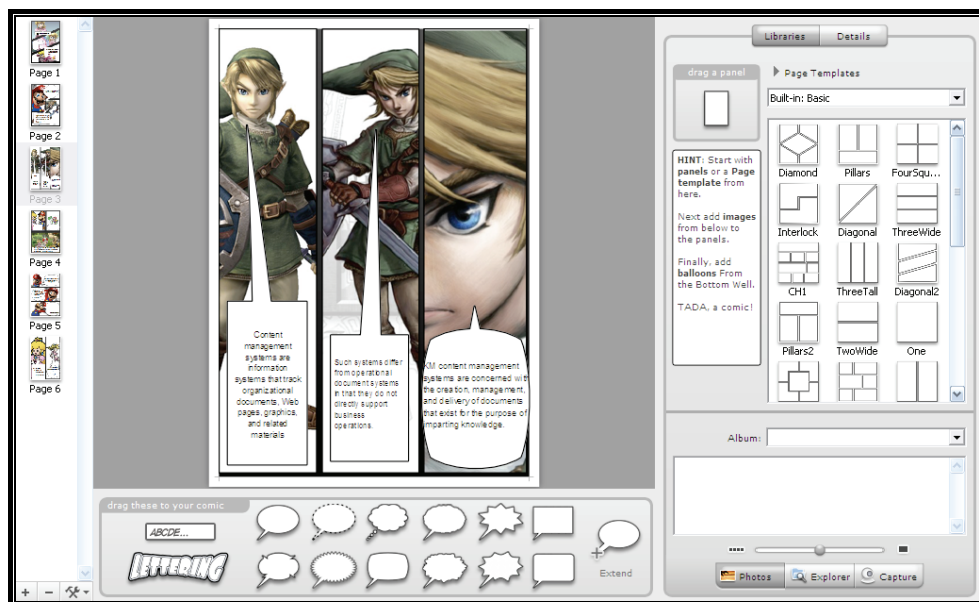 Page 1
Page 2
Page 3
Page 4
Page 5
Page 6
Content
management
systems are
information
systems that track
organizational
documents, Web
pages, graphics,
and related
materials
Such systems differ
from operational
document systems
in that they do not
directly support
business
operations.
KM content management
systems are concerned with
the creation, management,
and delivery of documents
that exist for the purpose of
imparting knowledge.
drag these to your comic
ABCDE...
LETTERING
Extend
Libraries
Details
drag a panel
Page Templates
Built-in: Basic
HINT: Start with
panels or a Page
template from
here.
Next add images
from below to
the panels.
Finally, add
balloons From
the Bottom Well.
TADA, a comic!
Diamond
Pillars
FourSqu...
Interlock
Diagonal
ThreeWide
CH1
ThreeTall
Diagonal2
Pillars2
TwoWide
One
Album:
Photos
Explorer
Capture